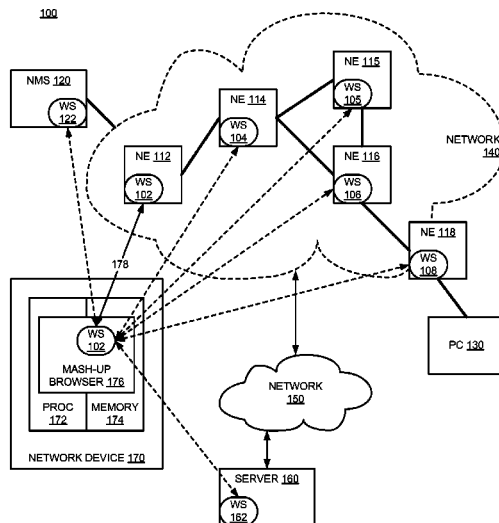 100
NMS 120
WS
122
NE 112
WS
102
NE 114
WS
104
NE 115
WS
105
NE 116
WS
106
NETWORK
140
NE 118
WS
108
PC 130
178
WS
102
MASH-UP
BROWSER
176
PROC
172
MEMORY
174
NETWORK DEVICE 170
NETWORK
150
SERVER 160
WS
162